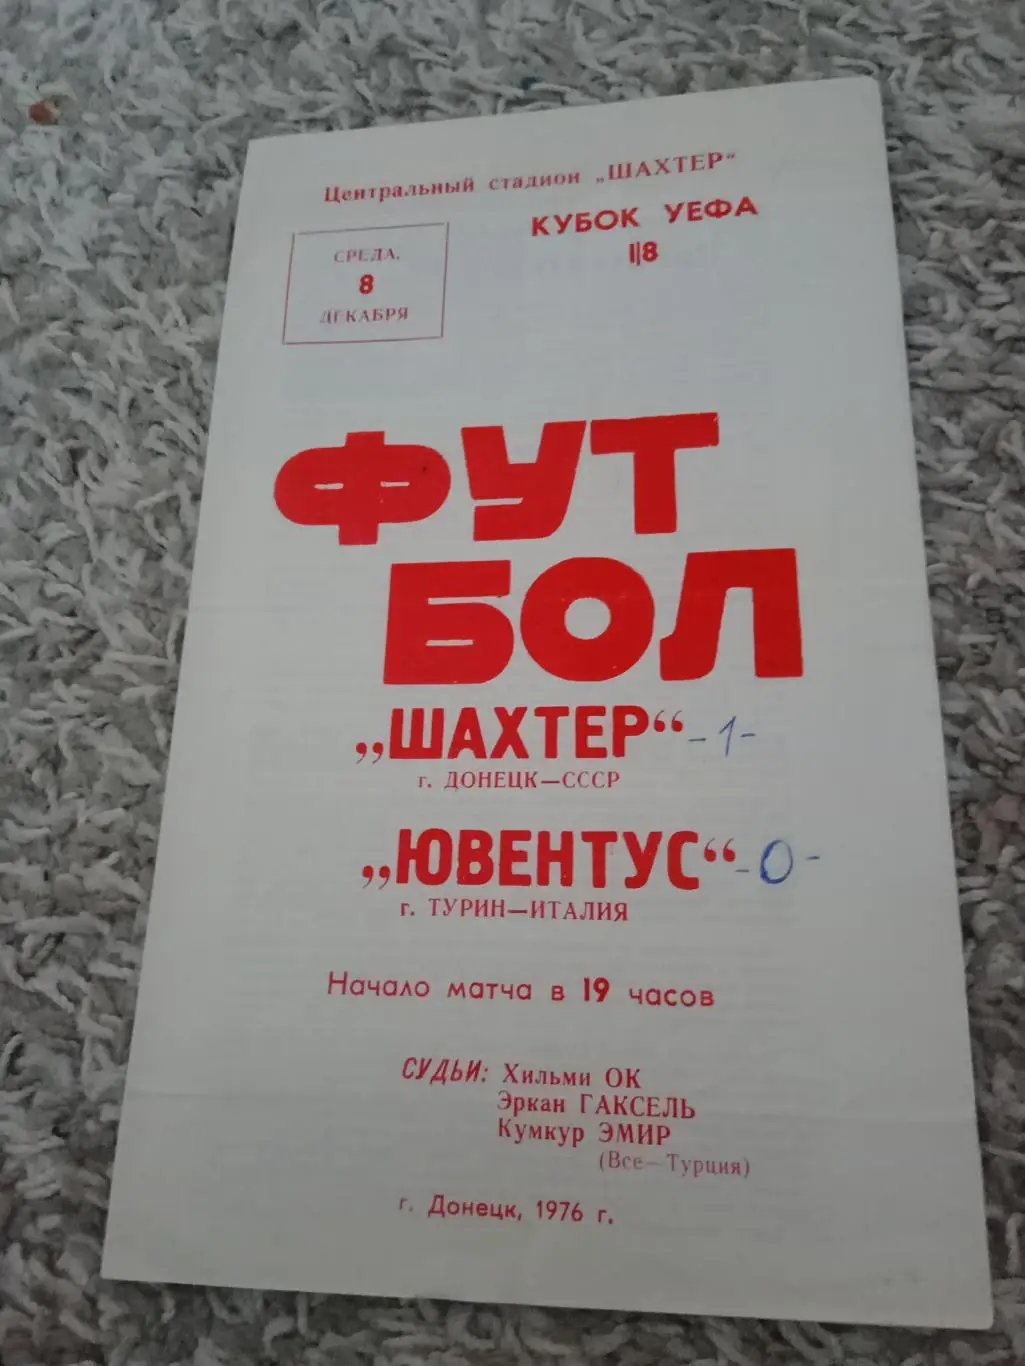 Центральный стадион „ШАХТЕР“
КУБОК УЕФА
1/8
СРЕДА,
8
ДЕКАБРЯ
ФУТ
БОЛ
„ШАХТЕР“ -1-
г. ДОНЕЦК—СССР
„ЮВЕНТУС“ -0-
г. ТУРИН—ИТАЛИЯ
Начало матча в 19 часов
СУДЬИ: Хильми ОК
Эркан ГАКСЕЛЬ
Кумкур ЭМИР
(Все—Турция)
г. Донецк, 1976 г.